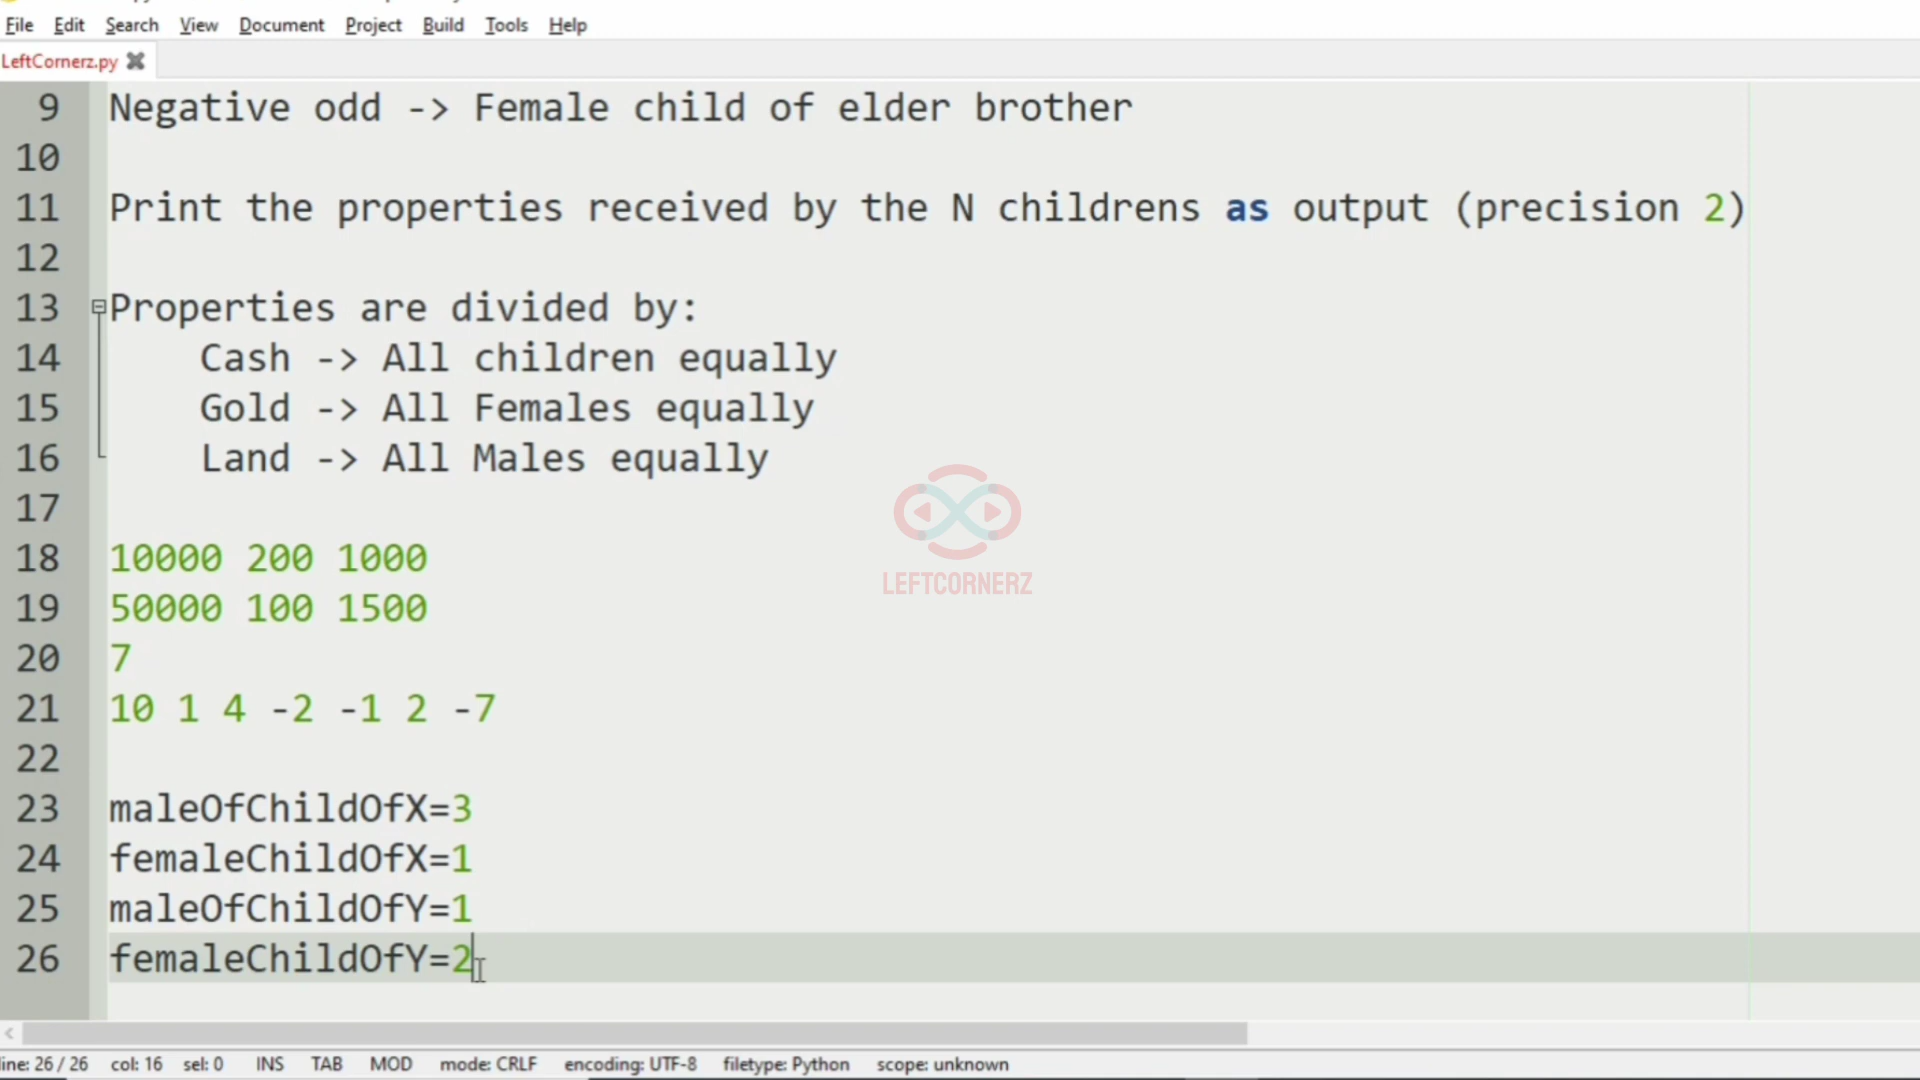 File Edit Search View Document Project Build Tools Help
LeftCornerz.py
9 Negative odd -> Female child of elder brother
10
11 Print the properties received by the N childrens as output (precision 2)
12
13 Properties are divided by:
14 Cash -> All children equally
15 Gold -> All Females equally
16 Land -> All Males equally
17
18 10000 200 1000
19 50000 100 1500
20 7
21 10 1 4 -2 -1 2 -7
22
23 maleOfChildOfX=3
24 femaleChildOfX=1
25 maleOfChildOfY=1
26 femaleChildOfY=2
LEFTCORNERZ
line: 26 / 26 col: 16 sel: 0 INS TAB MOD mode: CRLF encoding: UTF-8 filetype: Python scope: unknown